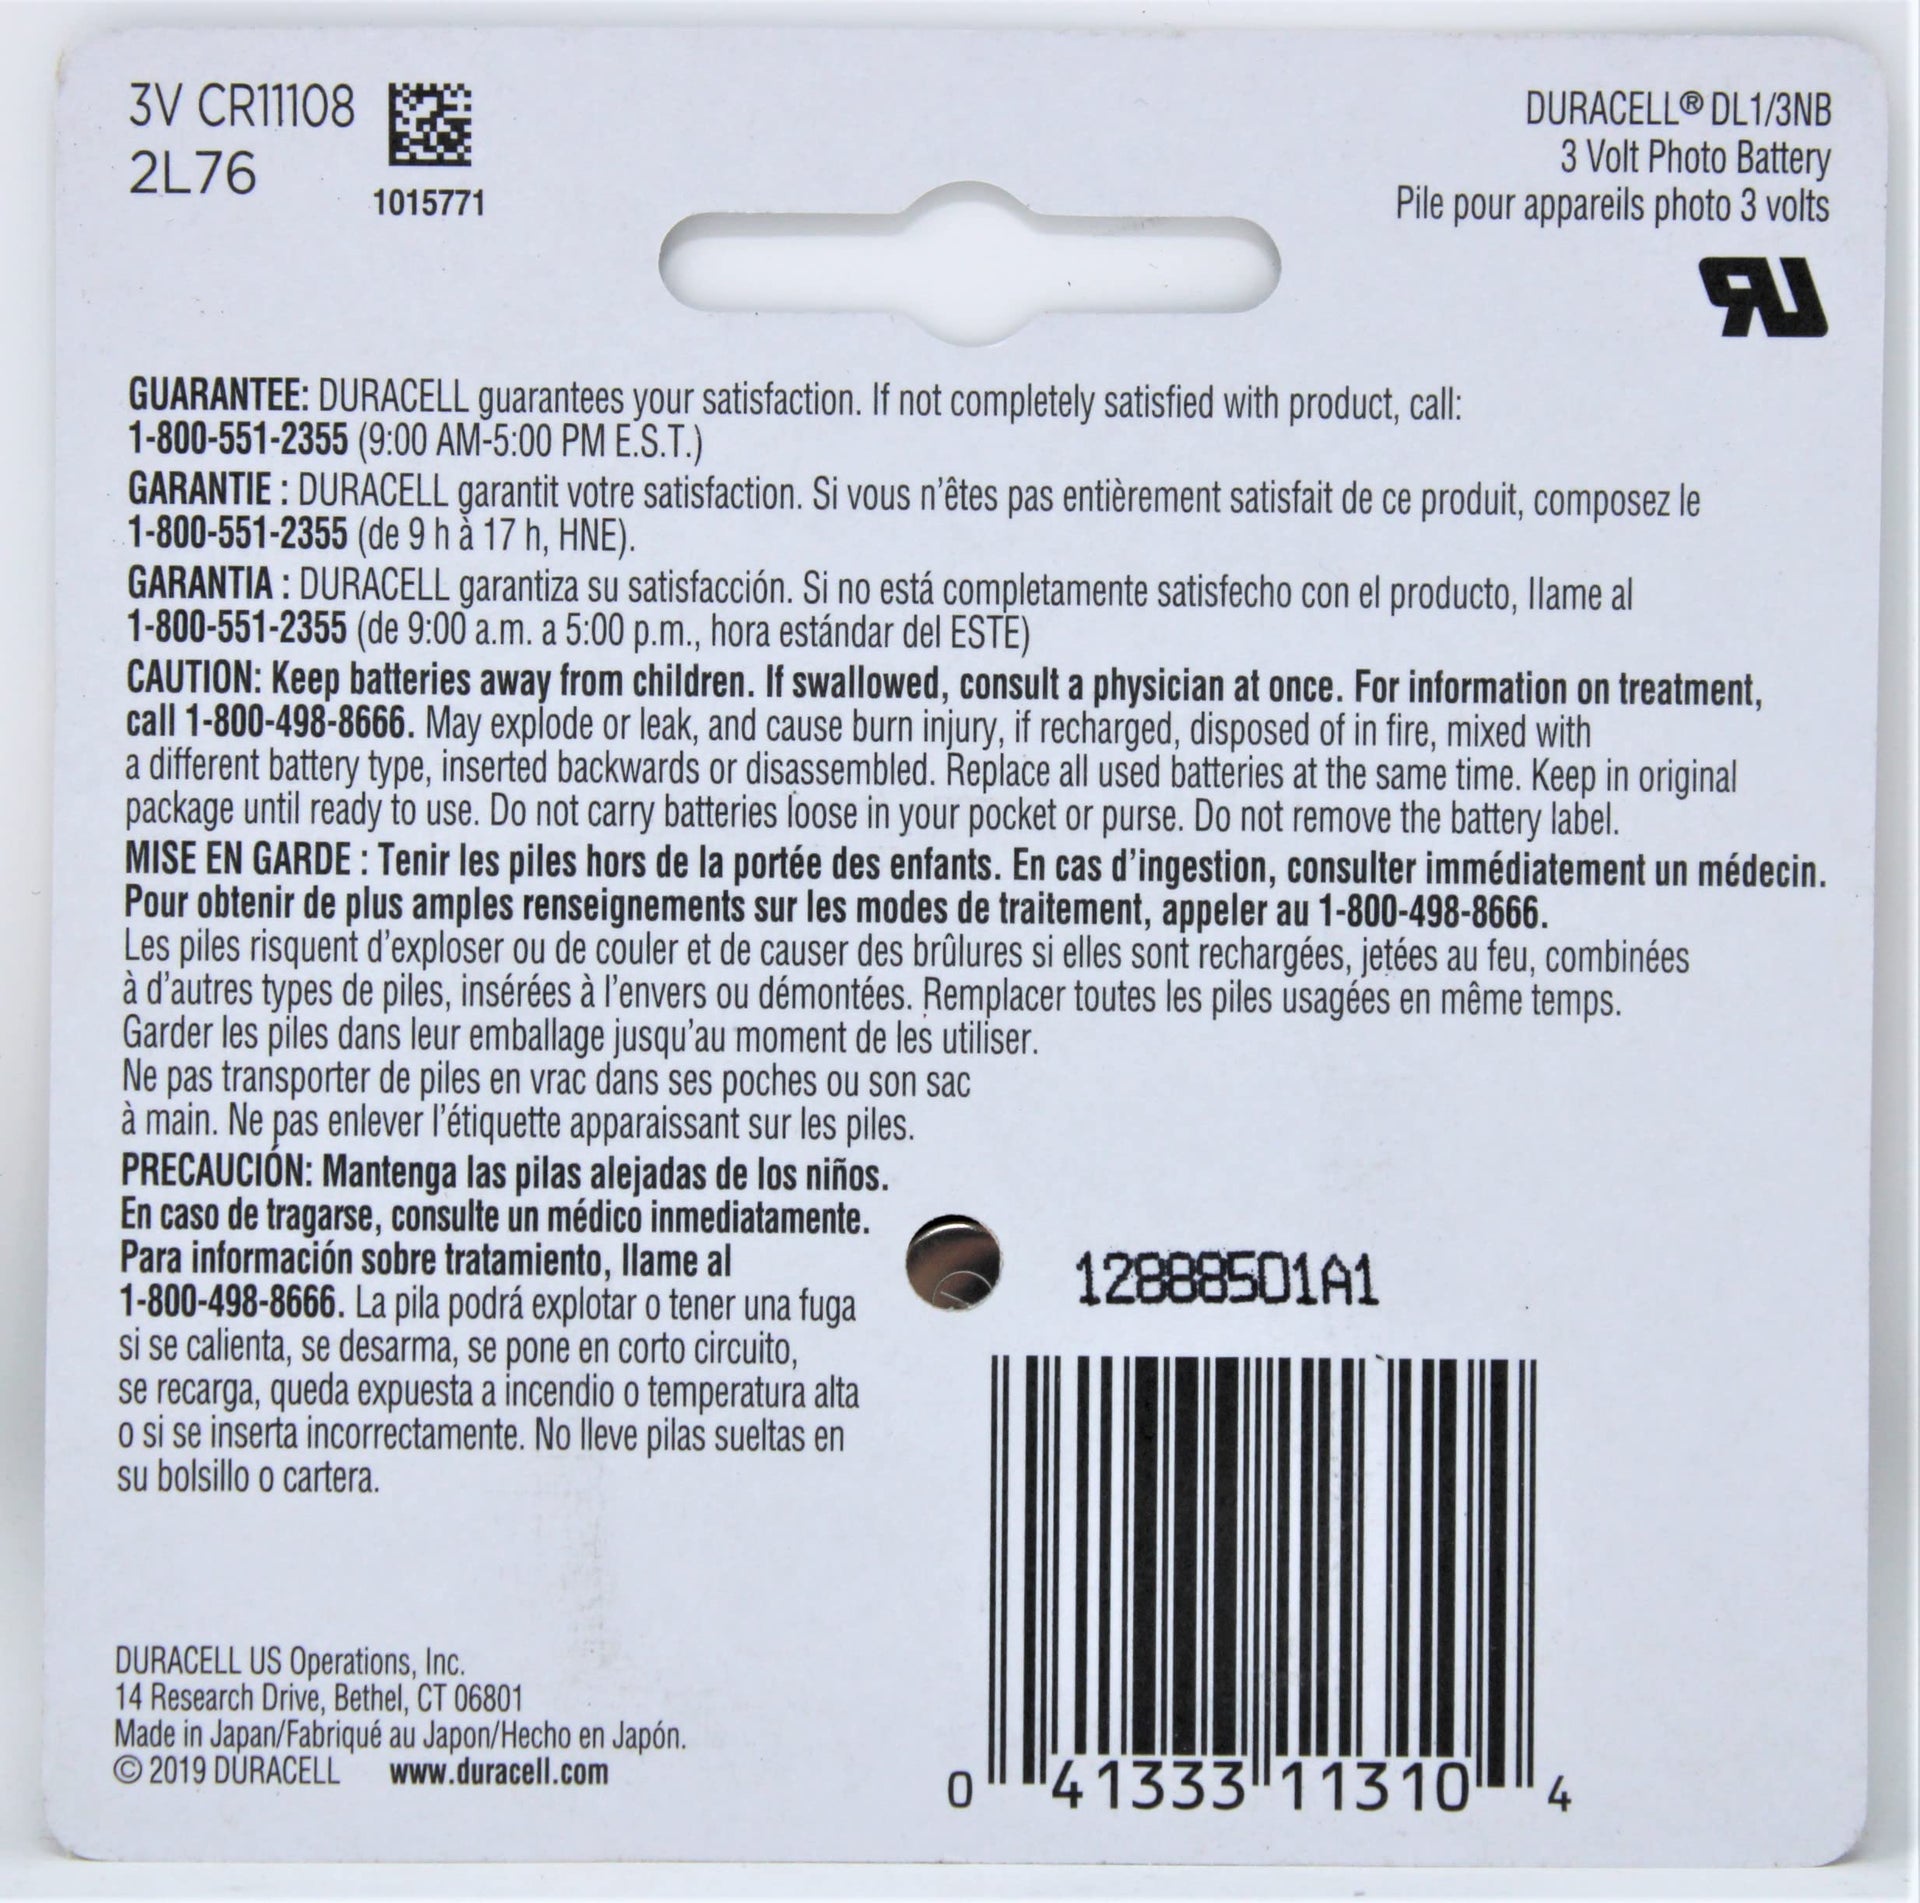 3V CR11108
2L76
1015771
DURACELL® DL1/3NB
3 Volt Photo Battery
Pile pour appareils photo 3 volts
GUARANTEE: DURACELL guarantees your satisfaction. If not completely satisfied with product, call:
1-800-551-2355 (9:00 AM-5:00 PM E.S.T.)
GARANTIE : DURACELL garantit votre satisfaction. Si vous n'êtes pas entièrement satisfait de ce produit, composez le
1-800-551-2355 (de 9 h à 17 h, HNE).
GARANTIA : DURACELL garantiza su satisfacción. Si no está completamente satisfecho con el producto, llame al
1-800-551-2355 (de 9:00 a.m. a 5:00 p.m., hora estándar del ESTE)
CAUTION: Keep batteries away from children. If swallowed, consult a physician at once. For information on treatment,
call 1-800-498-8666. May explode or leak, and cause burn injury, if recharged, disposed of in fire, mixed with
a different battery type, inserted backwards or disassembled. Replace all used batteries at the same time. Keep in original
package until ready to use. Do not carry batteries loose in your pocket or purse. Do not remove the battery label.
MISE EN GARDE : Tenir les piles hors de la portée des enfants. En cas d'ingestion, consulter immédiatement un médecin.
Pour obtenir de plus amples renseignements sur les modes de traitement, appeler au 1-800-498-8666.
Les piles risquent d'exploser ou de couler et de causer des brûlures si elles sont rechargées, jetées au feu, combinées
à d'autres types de piles, insérées à l'envers ou démontées. Remplacer toutes les piles usagées en même temps.
Garder les piles dans leur emballage jusqu'au moment de les utiliser.
Ne pas transporter de piles en vrac dans ses poches ou son sac
à main. Ne pas enlever l'étiquette apparaissant sur les piles.
PRECAUCIÓN: Mantenga las pilas alejadas de los niños.
En caso de tragarse, consulte un médico inmediatamente.
Para información sobre tratamiento, llame al
1-800-498-8666. La pila podrá explotar o tener una fuga
si se calienta, se desarma, se pone en corto circuito,
se recarga, queda expuesta a incendio o temperatura alta
o si se inserta incorrectamente. No lleve pilas sueltas en
su bolsillo o cartera.
12888501A1
DURACELL US Operations, Inc.
14 Research Drive, Bethel, CT 06801
Made in Japan/Fabriqué au Japon/Hecho en Japón.
© 2019 DURACELL www.duracell.com
0 41333 11310 4